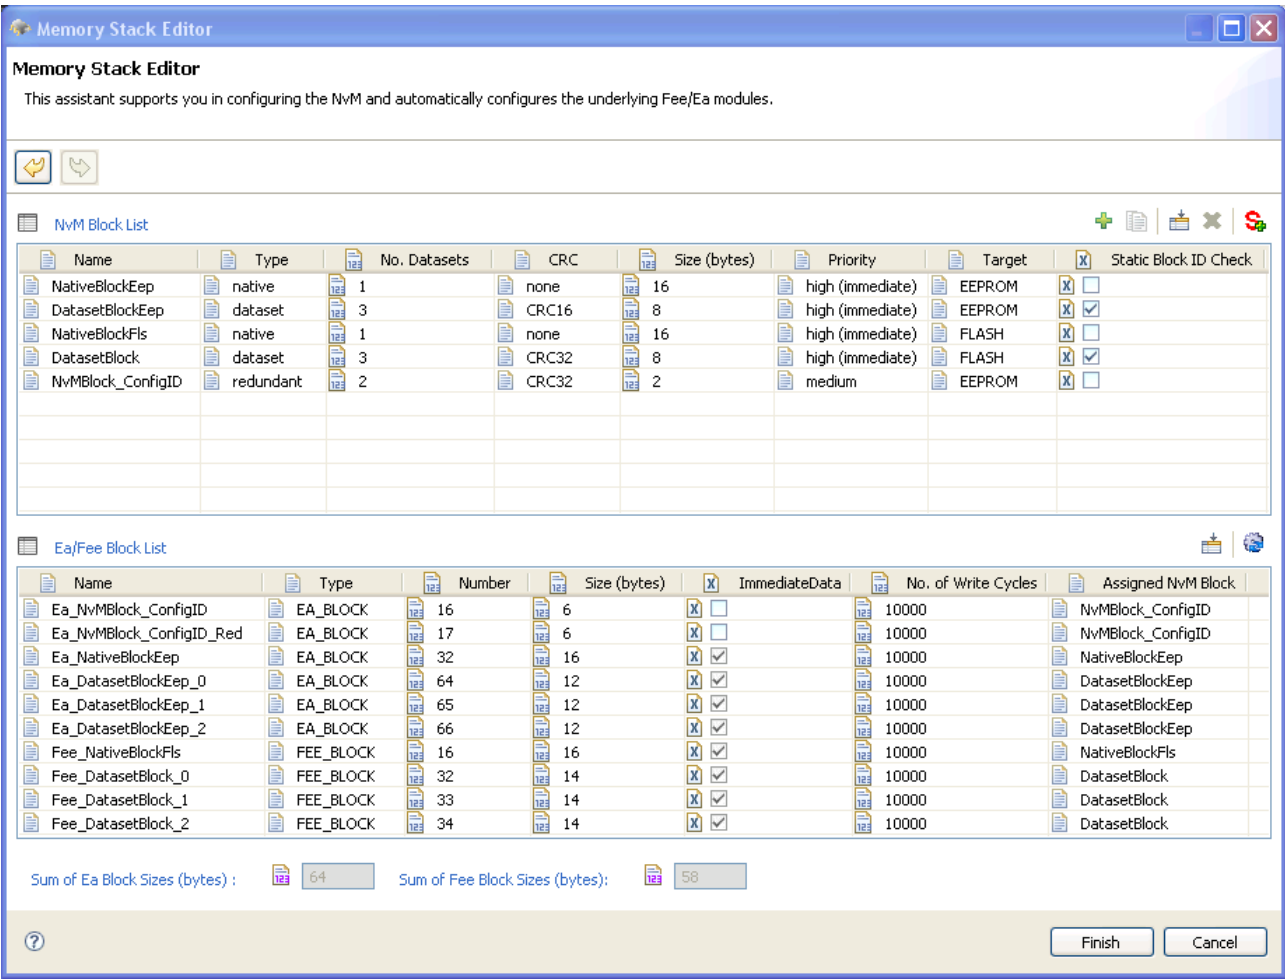 Memory Stack Editor
Memory Stack Editor
This assistant supports you in configuring the NvM and automatically configures the underlying Fee/Ea modules.
NvM Block List
Name Type No. Datasets CRC Size (bytes) Priority Target Static Block ID Check
NativeBlockEep native 1 none 16 high (immediate) EEPROM
DatasetBlockEep dataset 3 CRC16 8 high (immediate) EEPROM
NativeBlockFls native 1 none 16 high (immediate) FLASH
DatasetBlock dataset 3 CRC32 8 high (immediate) FLASH
NvMBlock_ConfigID redundant 2 CRC32 2 medium EEPROM
Ea/Fee Block List
Name Type Number Size (bytes) ImmediateData No. of Write Cycles Assigned NvM Block
Ea_NvMBlock_ConfigID EA_BLOCK 16 6 10000 NvMBlock_ConfigID
Ea_NvMBlock_ConfigID_Red EA_BLOCK 17 6 10000 NvMBlock_ConfigID
Ea_NativeBlockEep EA_BLOCK 32 16 10000 NativeBlockEep
Ea_DatasetBlockEep_0 EA_BLOCK 64 12 10000 DatasetBlockEep
Ea_DatasetBlockEep_1 EA_BLOCK 65 12 10000 DatasetBlockEep
Ea_DatasetBlockEep_2 EA_BLOCK 66 12 10000 DatasetBlockEep
Fee_NativeBlockFls FEE_BLOCK 16 16 10000 NativeBlockFls
Fee_DatasetBlock_0 FEE_BLOCK 32 14 10000 DatasetBlock
Fee_DatasetBlock_1 FEE_BLOCK 33 14 10000 DatasetBlock
Fee_DatasetBlock_2 FEE_BLOCK 34 14 10000 DatasetBlock
Sum of Ea Block Sizes (bytes) : 64 Sum of Fee Block Sizes (bytes): 58
Finish Cancel